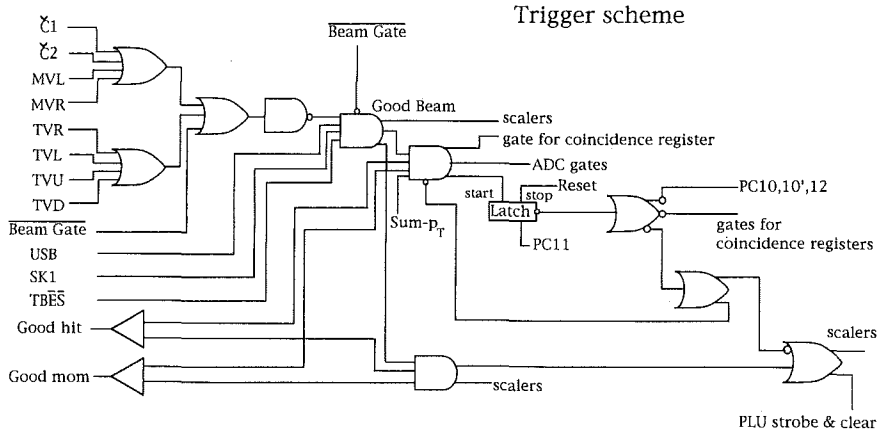 Trigger scheme
Č1
Č2
MVL
MVR
TVR
TVL
TVU
TVD
Beam Gate
USB
SK1
TBES
Good hit
Good mom
Beam Gate
Good Beam
scalers
gate for coincidence register
ADC gates
start
stop
Reset
Latch
PC11
Sum-pT
PC10,10',12
gates for
coincidence registers
scalers
scalers
PLU strobe & clear